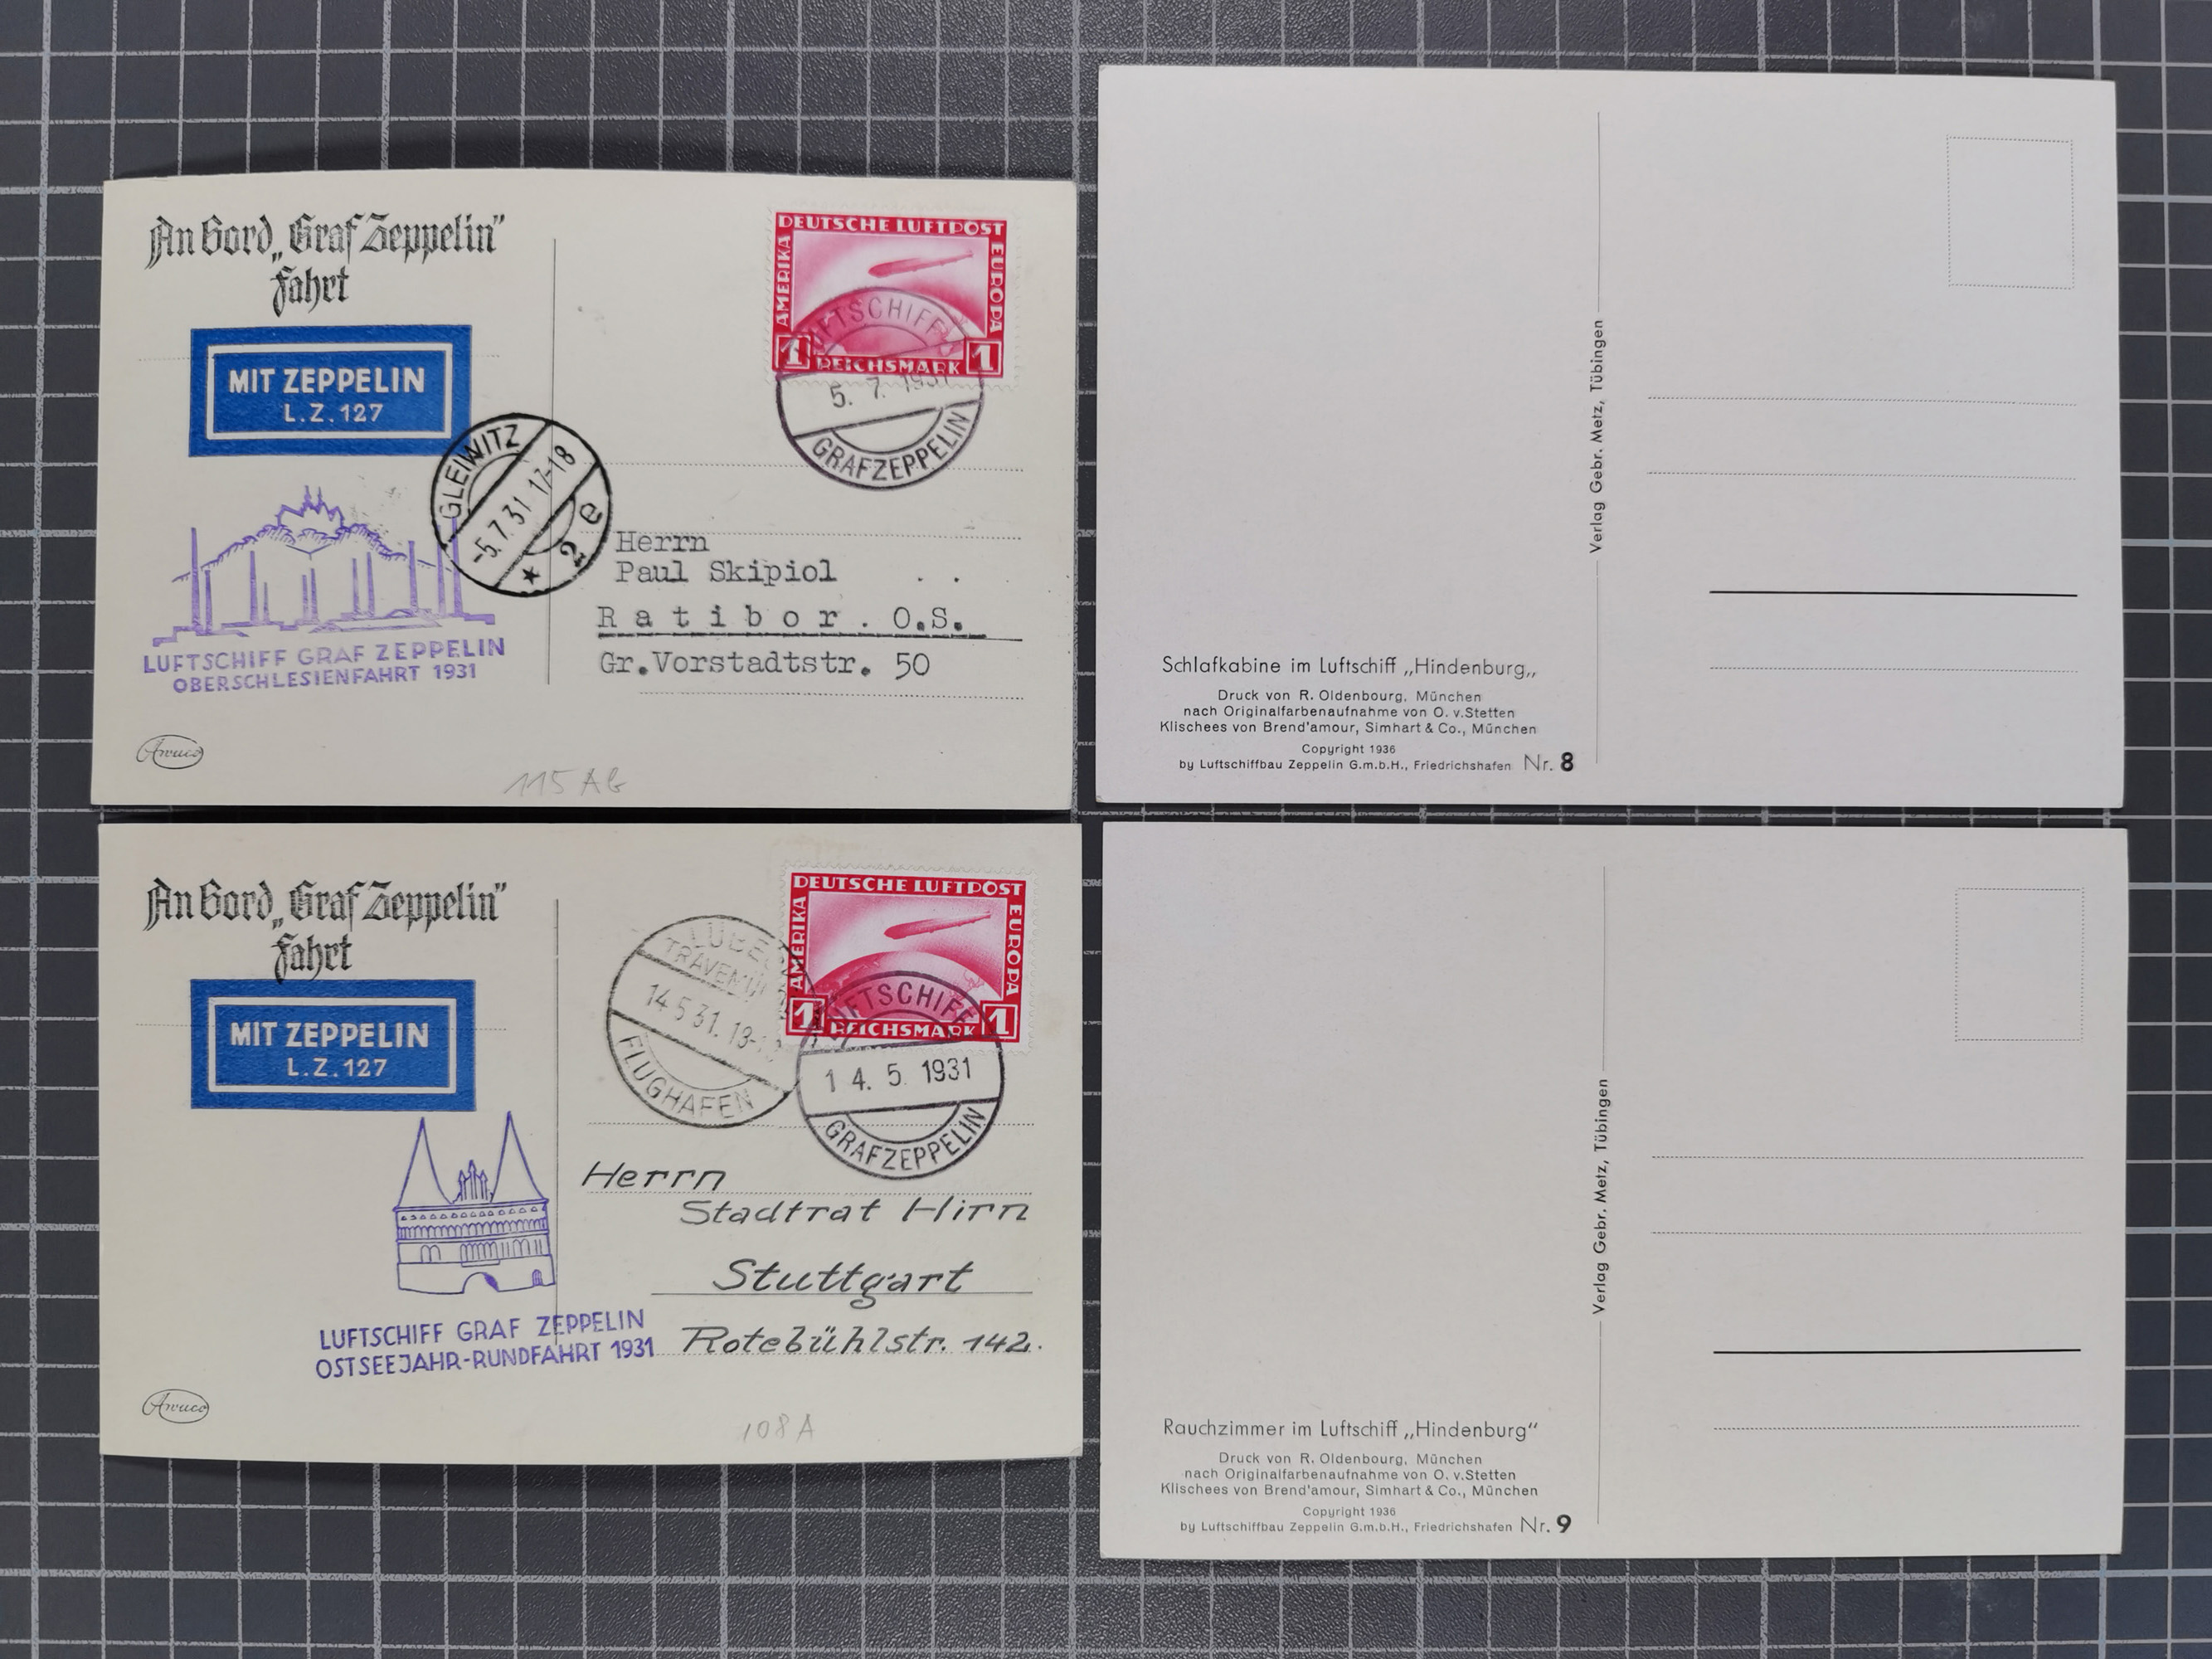 An Bord „Graf Zeppelin“
Fahrt
MIT ZEPPELIN
L.Z.127
DEUTSCHE LUFTPOST
AMERIKA
EUROPA
1 REICHSMARK 1
LUFTSCHIFF
5. 7. 1931
GRAFZEPPELIN
GLEIWITZ
-5.7.31 17-18
★ 2 e
Herrn
Paul Skipiol
Ratibor. O.S.
Gr.Vorstadtstr. 50
LUFTSCHIFF GRAF ZEPPELIN
OBERSCHLESIENFAHRT 1931
Awuco
115 Ab
Verlag Gebr. Metz, Tübingen
Schlafkabine im Luftschiff „Hindenburg„
Druck von R. Oldenbourg, München
nach Originalfarbenaufnahme von O. v.Stetten
Klischees von Brend'amour, Simhart & Co., München
Copyright 1936
by Luftschiffbau Zeppelin G.m.b.H., Friedrichshafen Nr. 8
An Bord „Graf Zeppelin“
Fahrt
MIT ZEPPELIN
L.Z.127
DEUTSCHE LUFTPOST
AMERIKA
EUROPA
1 REICHSMARK 1
14.5.31. 13-
FLUGHAFEN
LUFTSCHIFF
14. 5. 1931
GRAFZEPPELIN
Herrn
Stadtrat Hirn
Stuttgart
Rotebühlstr. 142.
LUFTSCHIFF GRAF ZEPPELIN
OSTSEEJAHR-RUNDFAHRT 1931
Awuco
108 A
Verlag Gebr. Metz, Tübingen
Rauchzimmer im Luftschiff „Hindenburg“
Druck von R. Oldenbourg, München
nach Originalfarbenaufnahme von O. v.Stetten
Klischees von Brend'amour, Simhart & Co., München
Copyright 1936
by Luftschiffbau Zeppelin G.m.b.H., Friedrichshafen Nr. 9